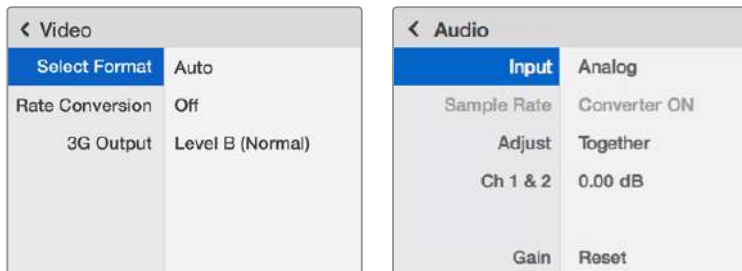 < Video
Select Format Auto
Rate Conversion Off
3G Output Level B (Normal)
< Audio
Input Analog
Sample Rate Converter ON
Adjust Together
Ch 1 & 2 0.00 dB
Gain Reset